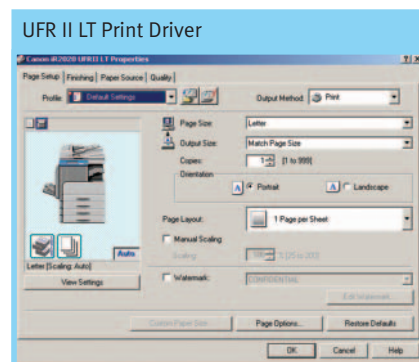 UFR II LT Print Driver
Canon iR2020 UFRII LT Properties
Page Setup Finishing Paper Source Quality
Profile: Default Settings Output Method: Print
Page Size: Letter
Output Size: Match Page Size
Copies: 1 [1 to 999]
Orientation
A Portrait A Landscape
Page Layout: 1 Page per Sheet
Manual Scaling
Auto
Scaling:
Letter [Scaling: Auto]
View Settings
Watermark: CONFIDENTIAL
Edit Watermark...
Custom Paper Size... Page Options... Restore Defaults
OK Cancel Help